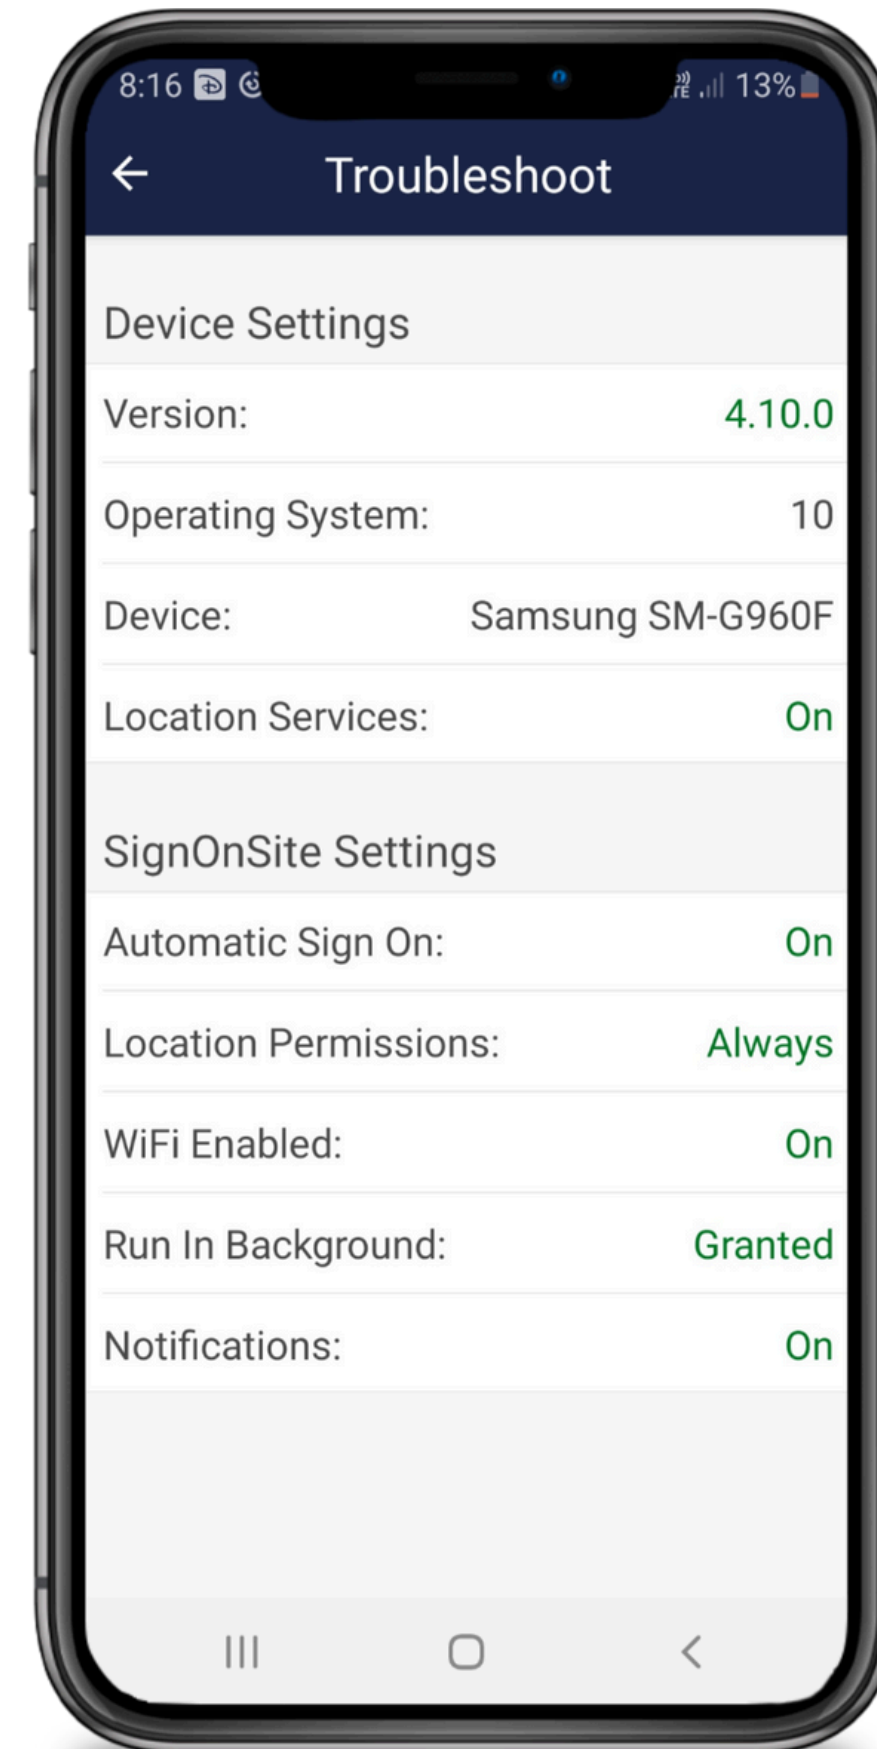 8:16 13%
Troubleshoot
Device Settings
Version: 4.10.0
Operating System: 10
Device: Samsung SM-G960F
Location Services: On
SignOnSite Settings
Automatic Sign On: On
Location Permissions: Always
WiFi Enabled: On
Run In Background: Granted
Notifications: On